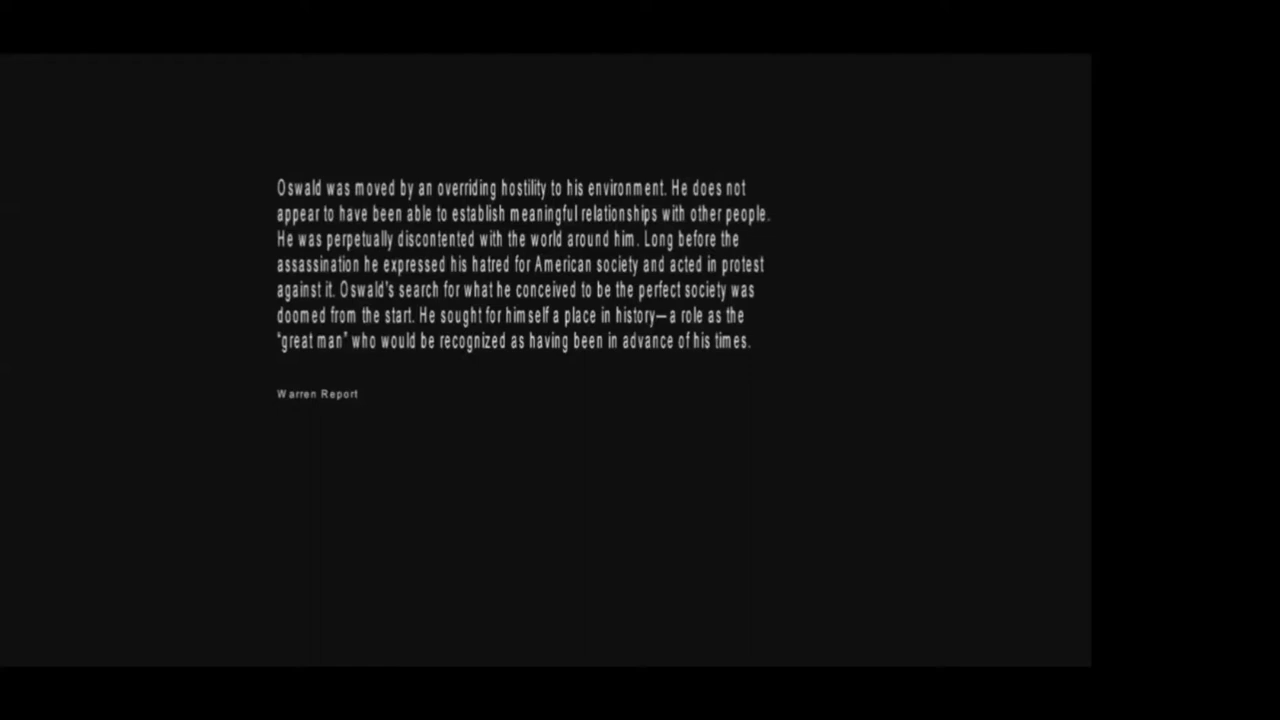 Oswald was moved by an overriding hostility to his environment. He does not
appear to have been able to establish meaningful relationships with other people.
He was perpetually discontented with the world around him. Long before the
assassination he expressed his hatred for American society and acted in protest
against it. Oswald's search for what he conceived to be the perfect society was
doomed from the start. He sought for himself a place in history—a role as the
“great man” who would be recognized as having been in advance of his times.
Warren Report